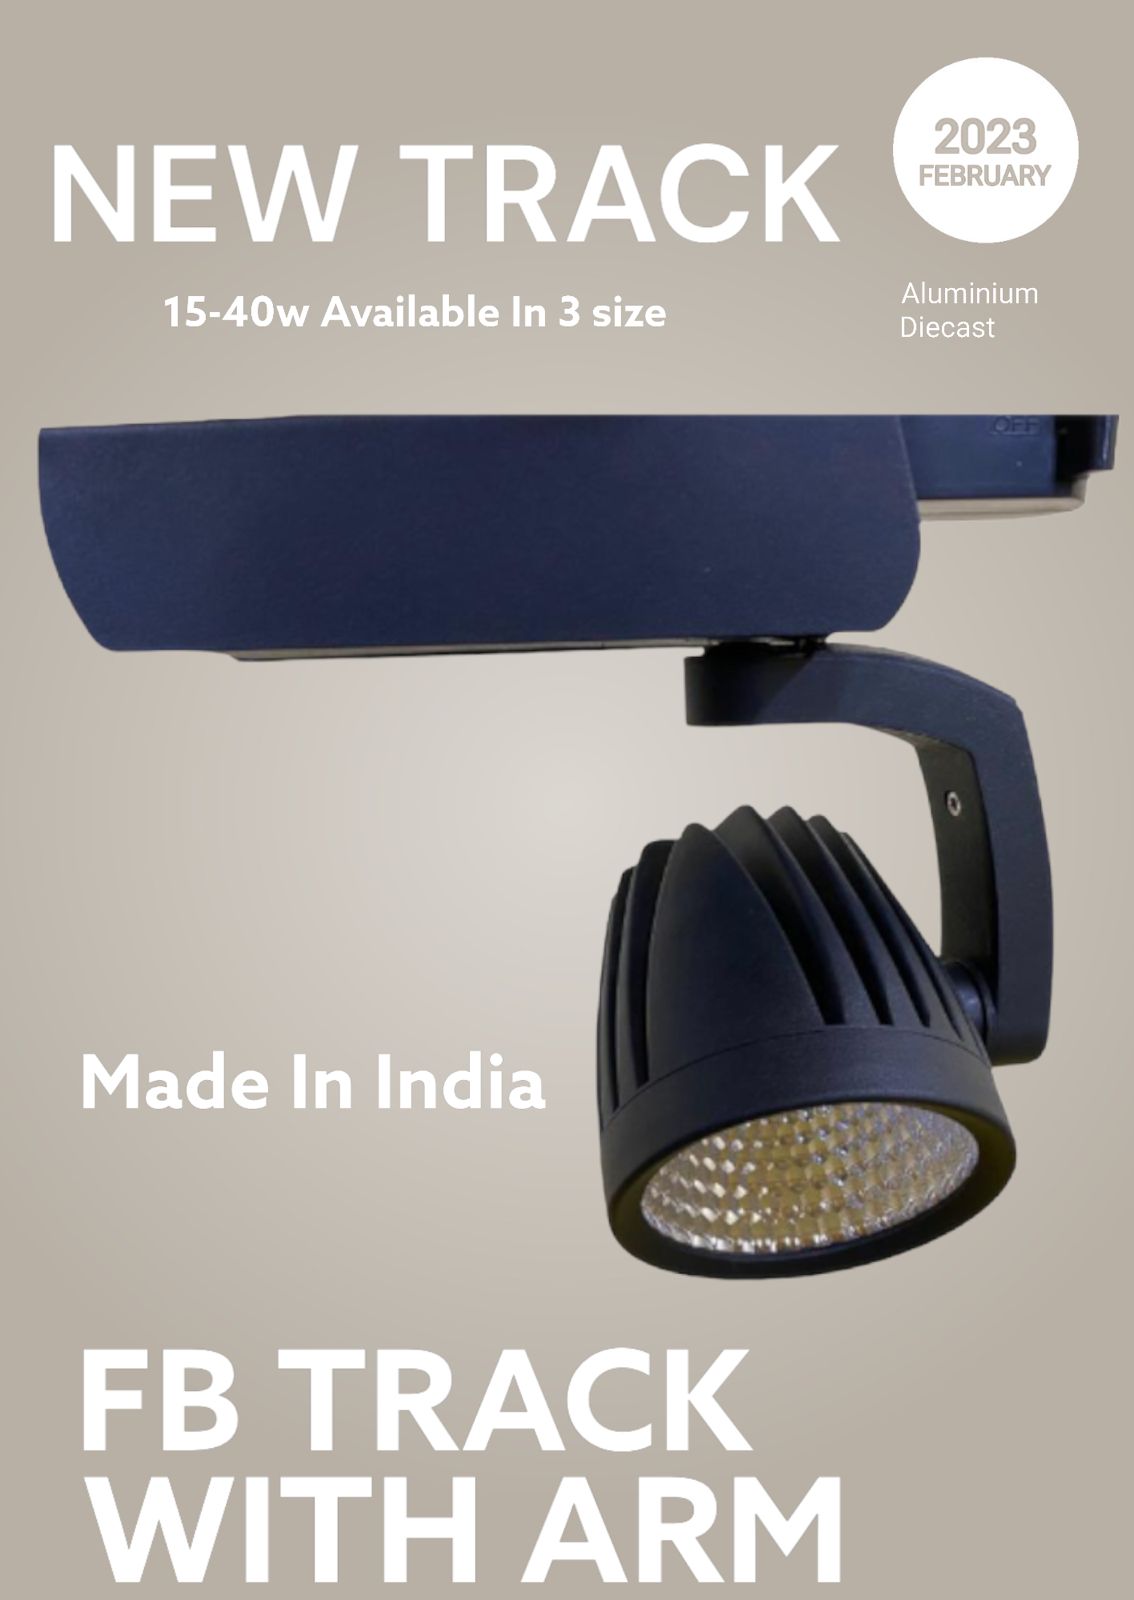 2023
FEBRUARY
NEW TRACK
15-40w Available In 3 size
Aluminium
Diecast
OFF
Made In India
FB TRACK
WITH ARM